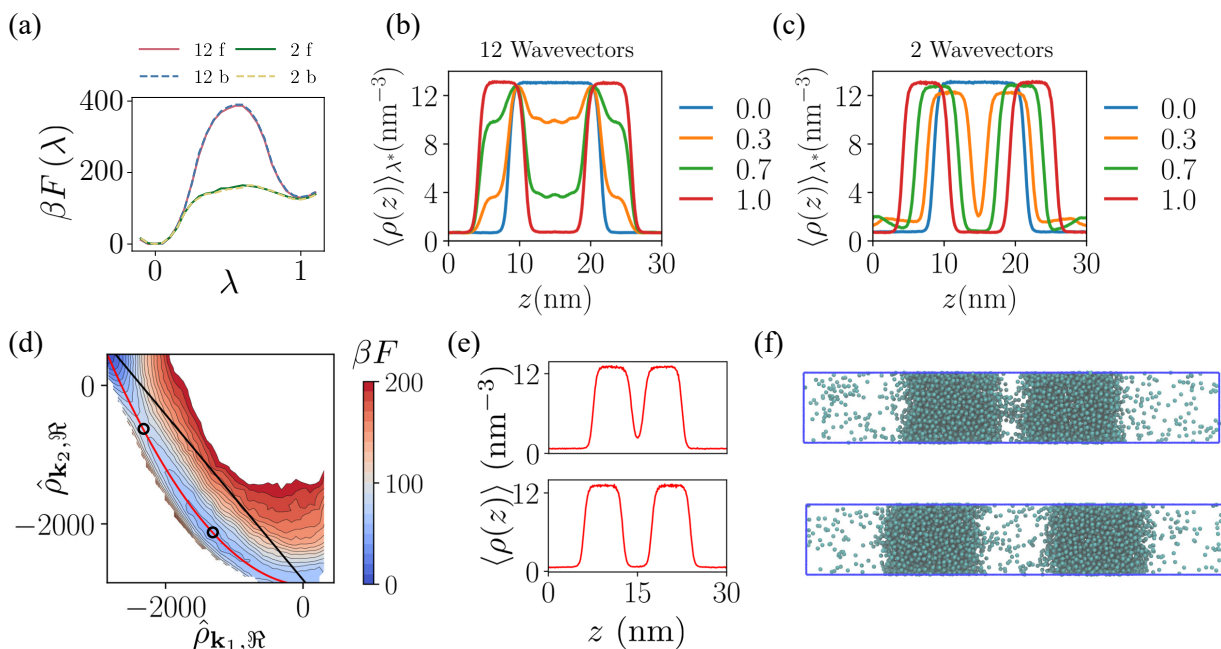 (a)
12 f 2 f
12 b 2 b
400
200
0
βF (λ)
0 1
λ
(b)
12 Wavevectors
12
8
4
0
⟨ρ(z)⟩λ* (nm⁻³)
0 10 20 30
z(nm)
0.0
0.3
0.7
1.0
(c)
2 Wavevectors
12
8
4
0
⟨ρ(z)⟩λ* (nm⁻³)
0 10 20 30
z(nm)
0.0
0.3
0.7
1.0
(d)
0
−2000
ρ̂k₂,ℜ
−2000 0
ρ̂k₁,ℜ
βF
200
100
0
(e)
12
0
12
0
⟨ρ(z)⟩ (nm⁻³)
0 15 30
z (nm)
(f)